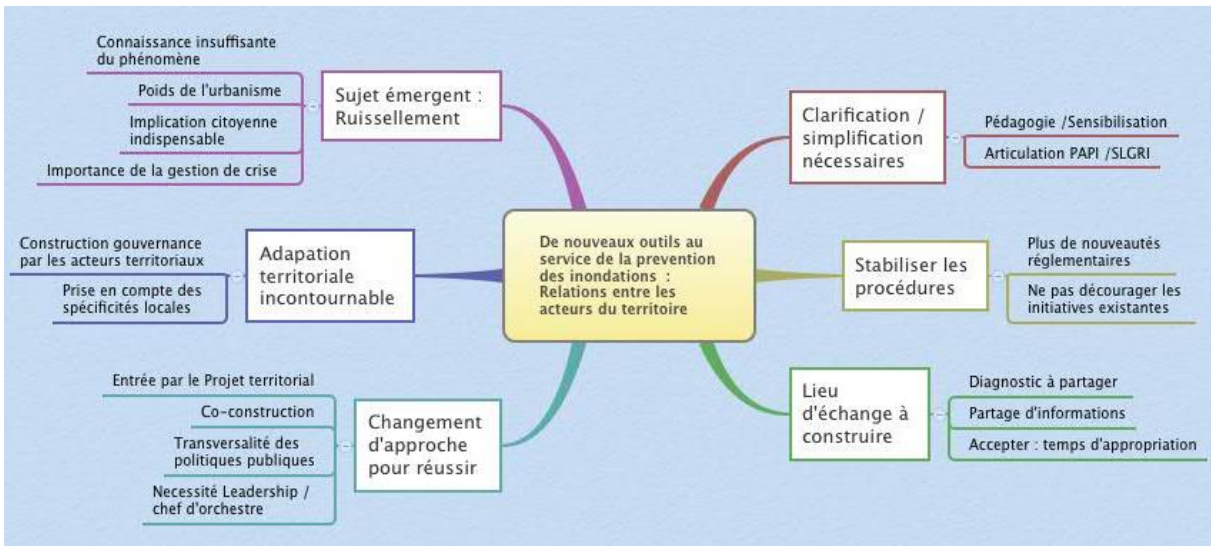 De nouveaux outils au
service de la prevention
des inondations  :
Relations entre les
acteurs du territoire
Clarification /
simplification
nécessaires
Pédagogie /Sensibilisation
Articulation PAPI /SLGRI
Stabiliser les
procédures
Plus de nouveautés
réglementaires
Ne pas décourager les
initiatives existantes
Lieu
d'échange à
construire
Diagnostic à partager
Partage d'informations
Accepter : temps d'appropriation
Sujet émergent :
Ruissellement
Connaissance insuffisante
du phénomène
Poids de l'urbanisme
Implication citoyenne
indispensable
Importance de la gestion de crise
Adapation
territoriale
incontournable
Construction gouvernance
par les acteurs territoriaux
Prise en compte des
spécificités locales
Changement
d'approche
pour réussir
Entrée par le Projet territorial
Co-construction
Transversalité des
politiques publiques
Necessité Leadership /
chef d'orchestre